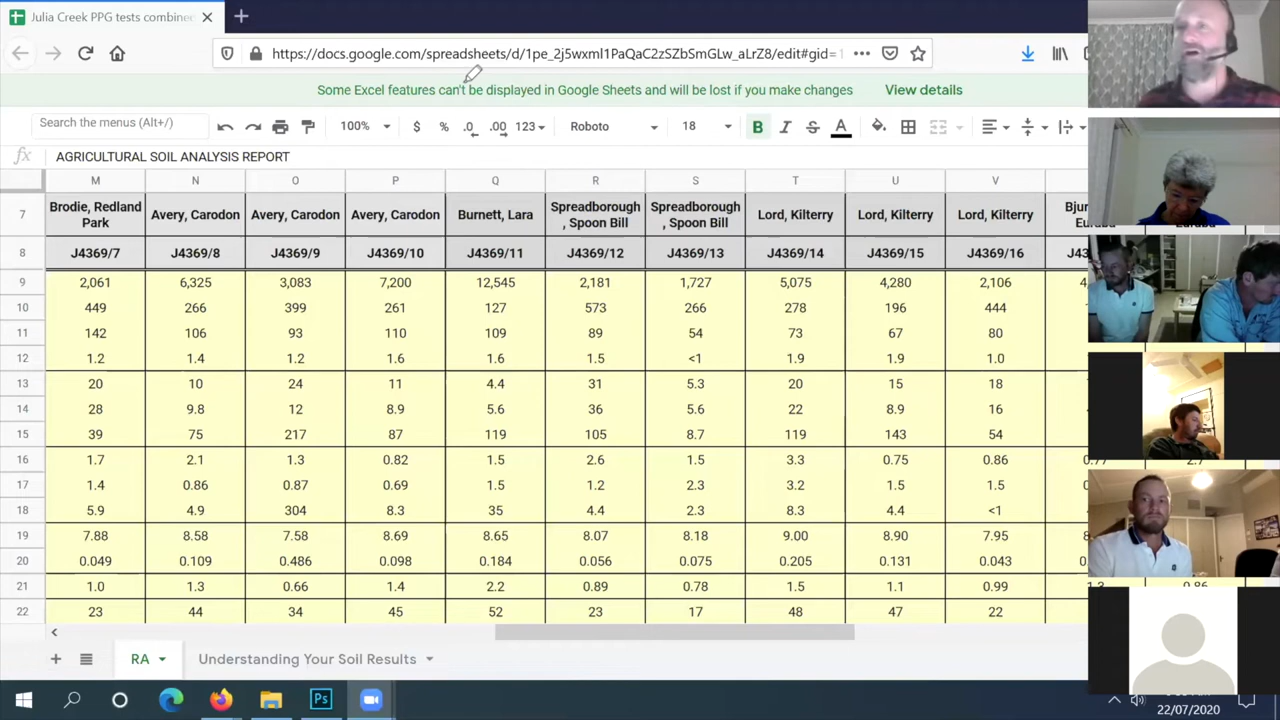 Julia Creek PPG tests combine
https://docs.google.com/spreadsheets/d/1pe_2j5wxml1PaQaC2zSZbSmGLw_aLrZ8/edit#gid=
Some Excel features can't be displayed in Google Sheets and will be lost if you make changes View details
Search the menus (Alt+/) 100% $ % .0 .00 123 Roboto 18 B I S A
fx AGRICULTURAL SOIL ANALYSIS REPORT
M N O P Q R S T U V
7 Brodie, Redland Park Avery, Carodon Avery, Carodon Avery, Carodon Burnett, Lara Spreadborough, Spoon Bill Spreadborough, Spoon Bill Lord, Kilterry Lord, Kilterry Lord, Kilterry
8 J4369/7 J4369/8 J4369/9 J4369/10 J4369/11 J4369/12 J4369/13 J4369/14 J4369/15 J4369/16
9 2,061 6,325 3,083 7,200 12,545 2,181 1,727 5,075 4,280 2,106
10 449 266 399 261 127 573 266 278 196 444
11 142 106 93 110 109 89 54 73 67 80
12 1.2 1.4 1.2 1.6 1.6 1.5 <1 1.9 1.9 1.0
13 20 10 24 11 4.4 31 5.3 20 15 18
14 28 9.8 12 8.9 5.6 36 5.6 22 8.9 16
15 39 75 217 87 119 105 8.7 119 143 54
16 1.7 2.1 1.3 0.82 1.5 2.6 1.5 3.3 0.75 0.86
17 1.4 0.86 0.87 0.69 1.5 1.2 2.3 3.2 1.5 1.5
18 5.9 4.9 304 8.3 35 4.4 2.3 8.3 4.4 <1
19 7.88 8.58 7.58 8.69 8.65 8.07 8.18 9.00 8.90 7.95
20 0.049 0.109 0.486 0.098 0.184 0.056 0.075 0.205 0.131 0.043
21 1.0 1.3 0.66 1.4 2.2 0.89 0.78 1.5 1.1 0.99
22 23 44 34 45 52 23 17 48 47 22
RA Understanding Your Soil Results
Ps
22/07/2020